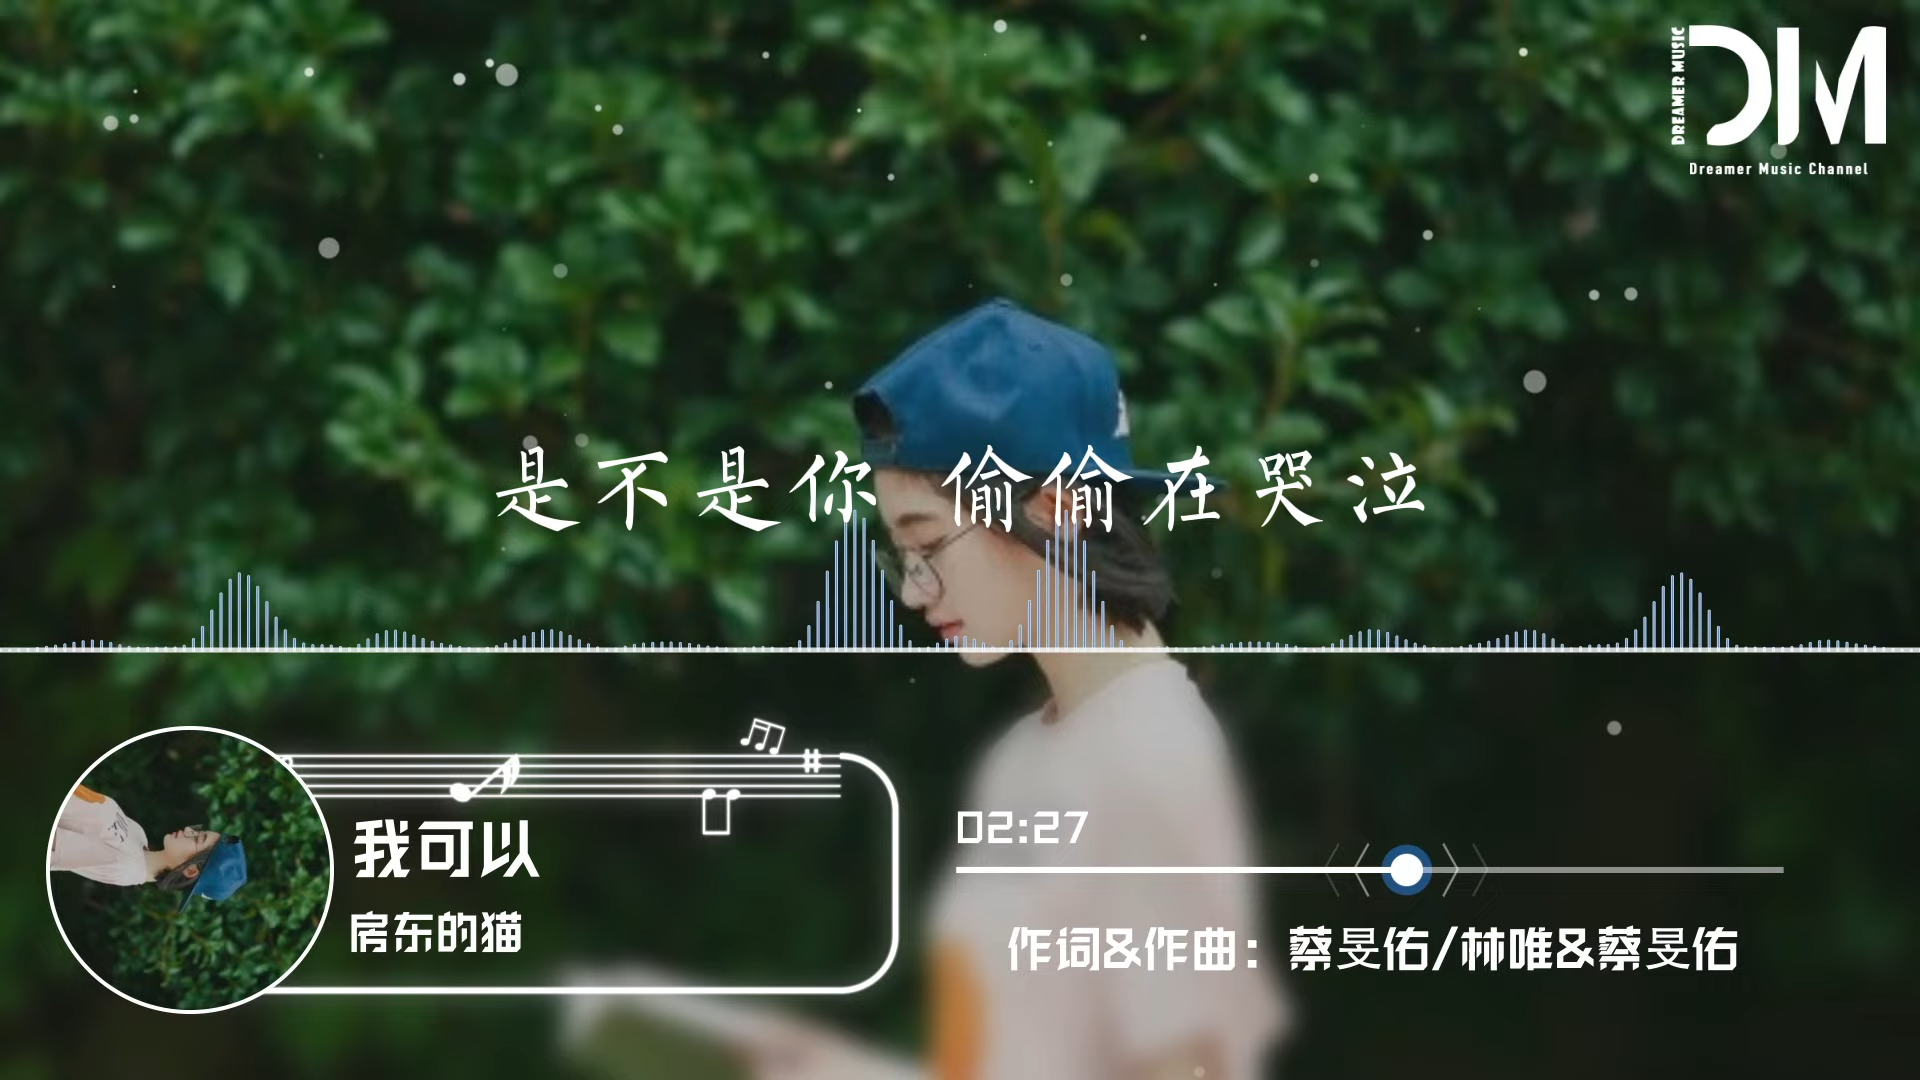 DREAMER MUSIC
DM
Dreamer Music Channel
是不是你 偷偷在哭泣
我可以
房东的猫
02:27
作词&作曲：蔡旻佑/林唯&蔡旻佑